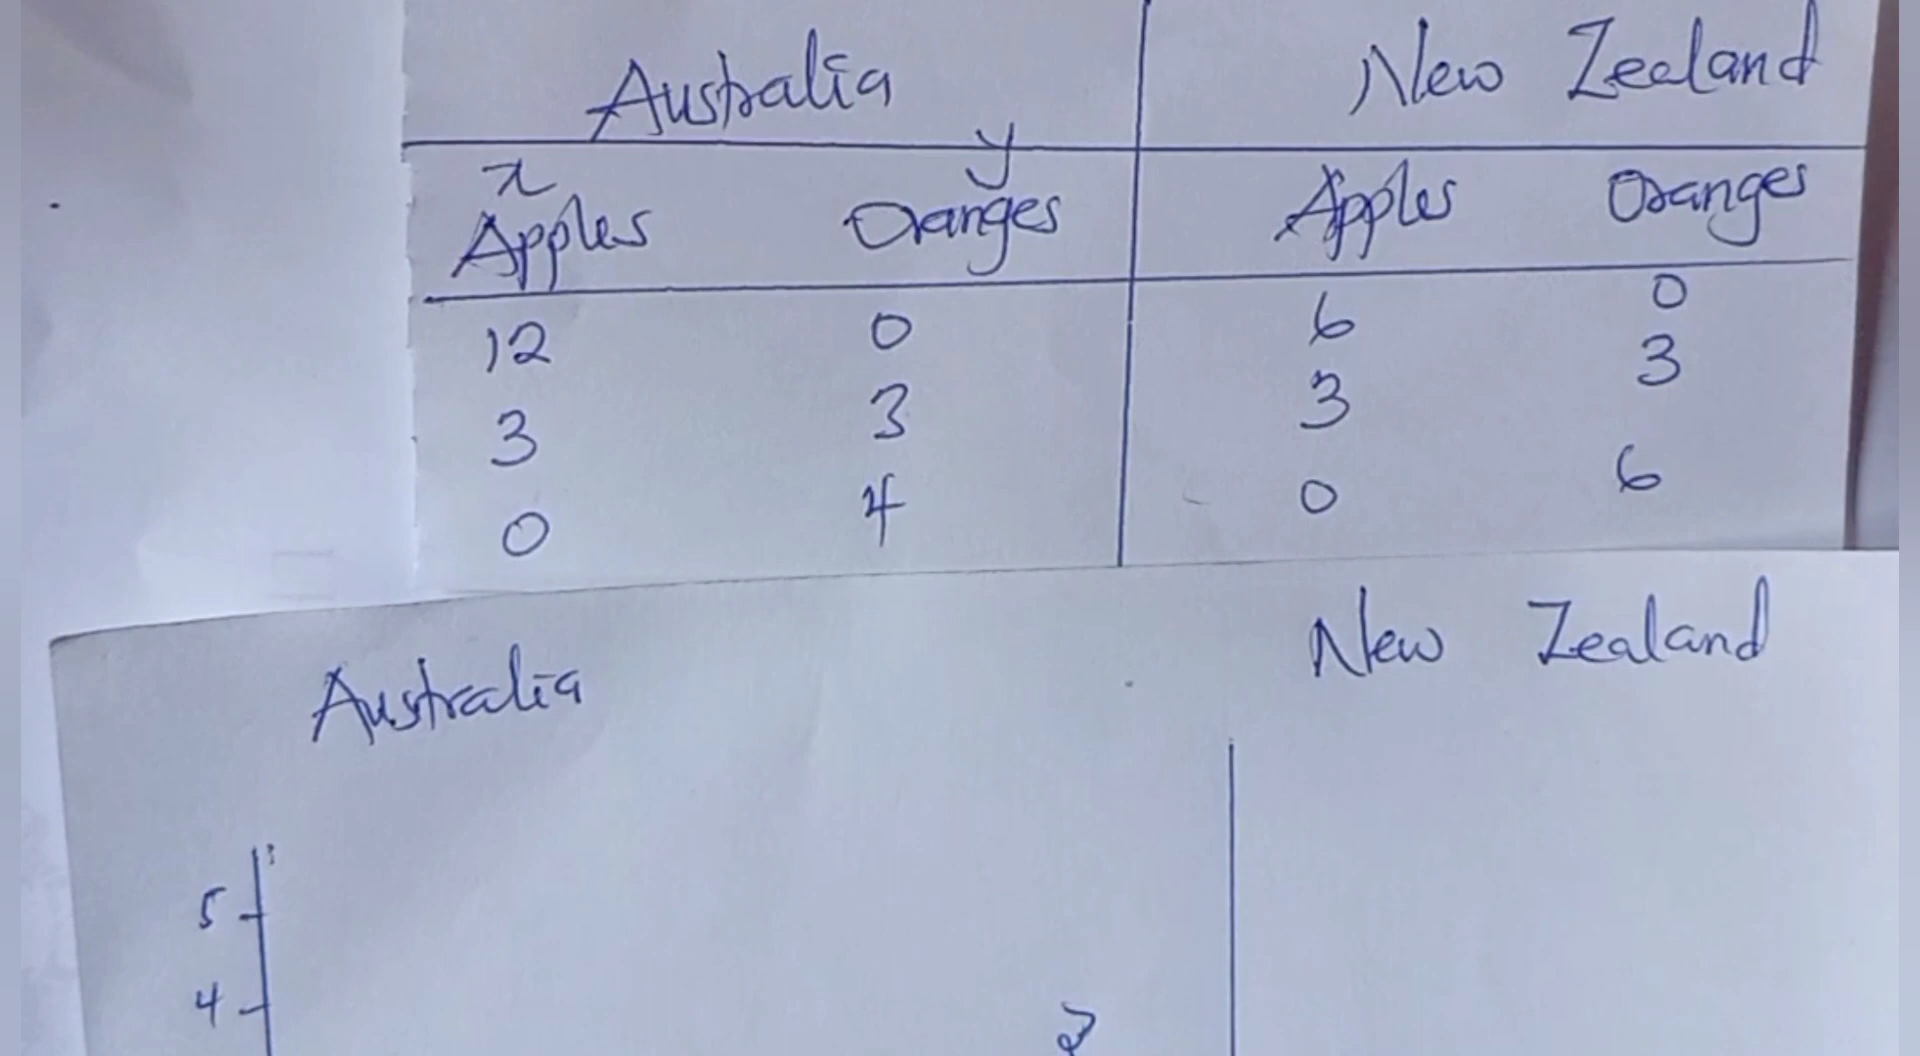 Australia New Zealand
x y
Apples Oranges Apples Oranges
12 0 6 0
3 3 3 3
0 4 0 6
Australia New Zealand
5
4